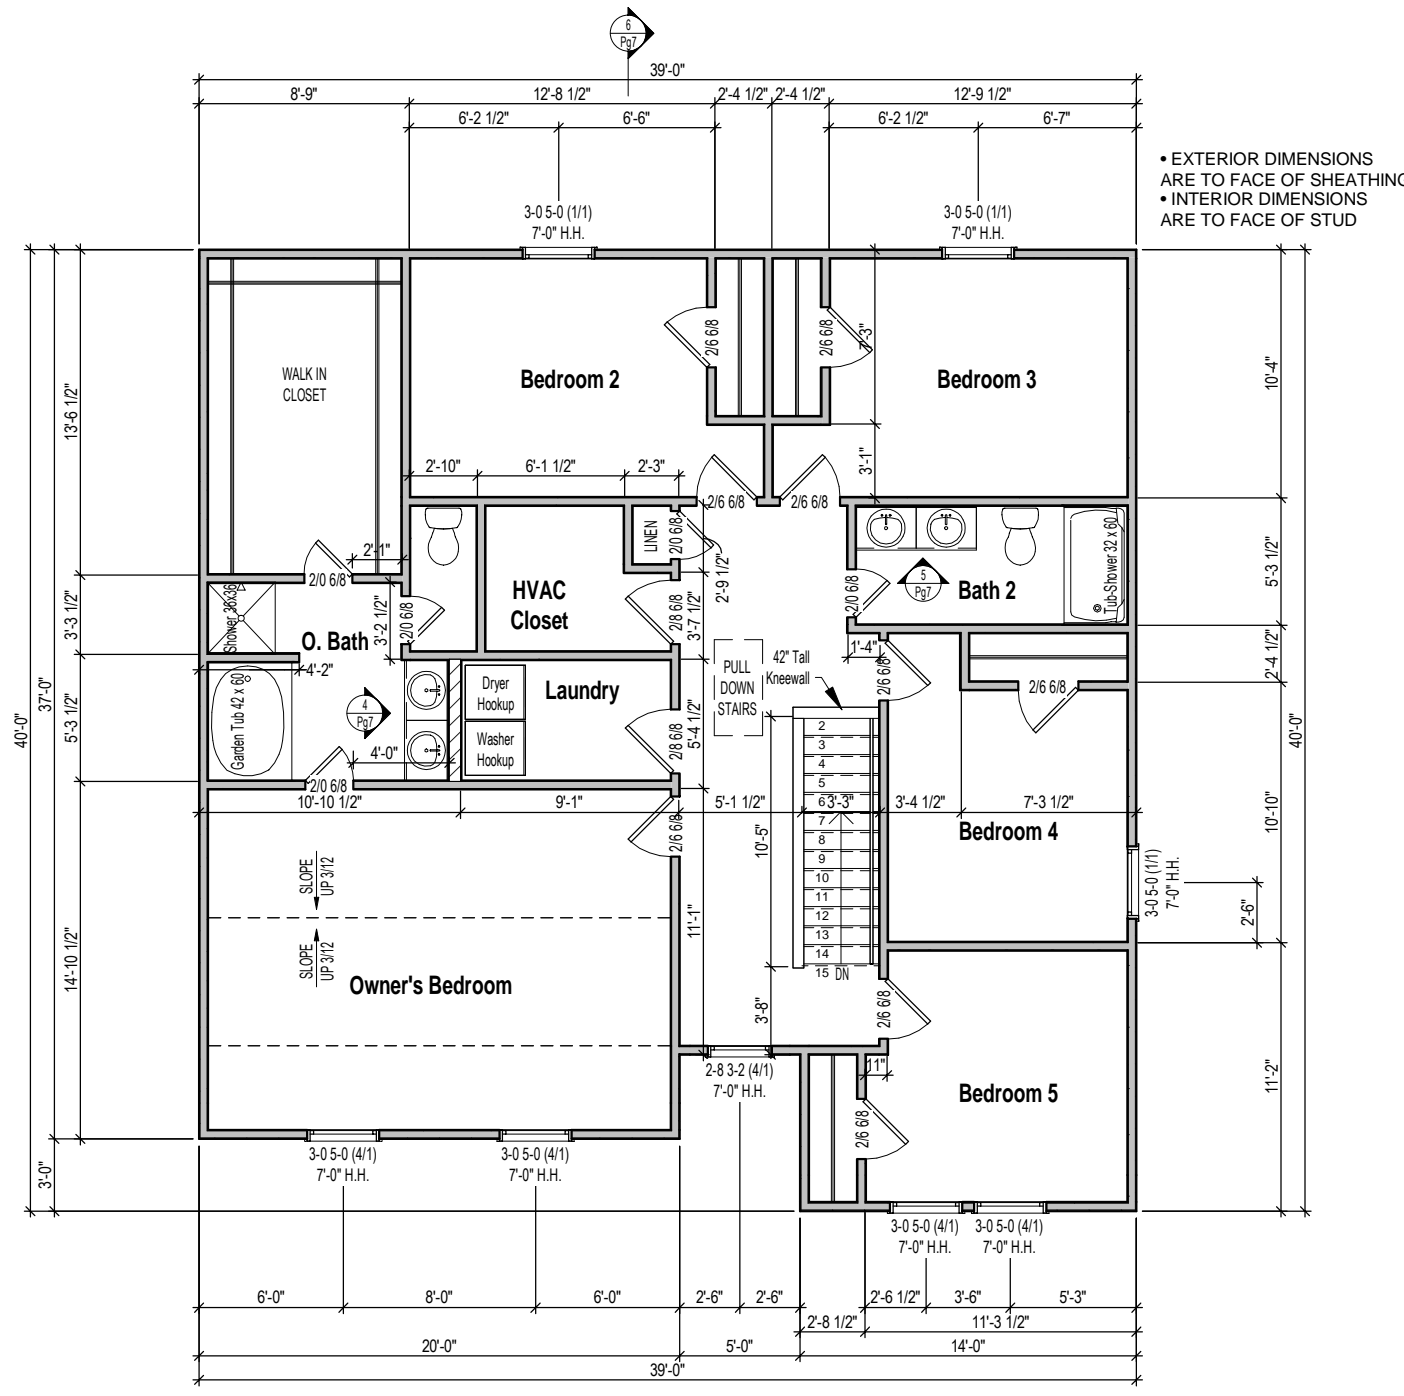 6
Pg7
39'-0"
8'-9"
12'-8 1/2"
2'-4 1/2"
2'-4 1/2"
12'-9 1/2"
6'-2 1/2"
6'-6"
6'-2 1/2"
6'-7"
• EXTERIOR DIMENSIONS
ARE TO FACE OF SHEATHING
• INTERIOR DIMENSIONS
ARE TO FACE OF STUD
3-0 5-0 (1/1)
7'-0" H.H.
3-0 5-0 (1/1)
7'-0" H.H.
40'-0"
37'-0"
13'-6 1/2"
3'-3 1/2"
5'-3 1/2"
14'-10 1/2"
3'-0"
WALK IN
CLOSET
Bedroom 2
2/6 6/8
2/6 6/8
7'-3"
Bedroom 3
10'-4"
2'-10"
6'-1 1/2"
2'-3"
3'-1"
2/6 6/8
2/6 6/8
2'-1"
2/0 6/8
LINEN
2/0 6/8
2'-9 1/2"
HVAC
Closet
2/8 6/8
3'-7 1/2"
2/0 6/8
5
Pg7
Bath 2
Tub-Shower 32 x 60
5'-3 1/2"
Shower 36x36
O. Bath
3'-2 1/2"
2/0 6/8
4'-2"
Garden Tub 42 x 60
4
Pg7
4'-0"
2/0 6/8
Dryer
Hookup
Washer
Hookup
Laundry
2/8 6/8
5'-4 1/2"
PULL
DOWN
STAIRS
42" Tall
Kneewall
1'-4"
2/6 6/8
2/6 6/8
2'-4 1/2"
40'-0"
10'-10 1/2"
9'-1"
5'-1 1/2"
3'-3"
3'-4 1/2"
7'-3 1/2"
2/6 6/8
2
3
4
5
6
7
8
9
10
11
12
13
14
15 DN
10'-5"
Bedroom 4
10'-10"
3-0 5-0 (1/1)
7'-0" H.H.
2'-6"
SLOPE
UP 3/12
SLOPE
UP 3/12
Owner's Bedroom
11'-1"
3'-8"
2/6 6/8
2-8 3-2 (4/1)
7'-0" H.H.
11"
Bedroom 5
2/6 6/8
11'-2"
3-0 5-0 (4/1)
7'-0" H.H.
3-0 5-0 (4/1)
7'-0" H.H.
3-0 5-0 (4/1)
7'-0" H.H.
3-0 5-0 (4/1)
7'-0" H.H.
6'-0"
8'-0"
6'-0"
2'-6"
2'-6"
2'-6 1/2"
3'-6"
5'-3"
2'-8 1/2"
11'-3 1/2"
20'-0"
5'-0"
14'-0"
39'-0"